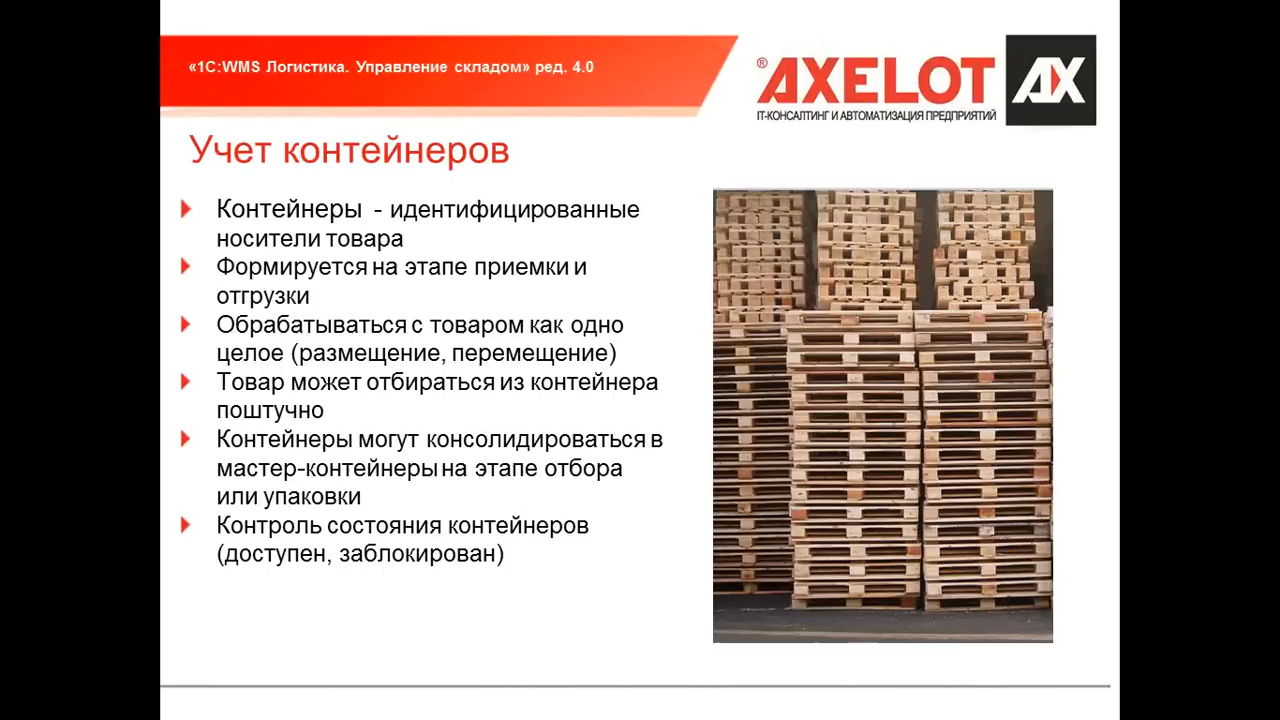 «1С:WMS Логистика. Управление складом» ред. 4.0
®AXELOT AX
IT-КОНСАЛТИНГ И АВТОМАТИЗАЦИЯ ПРЕДПРИЯТИЙ
Учет контейнеров
Контейнеры - идентифицированные
носители товара
Формируется на этапе приемки и
отгрузки
Обрабатываться с товаром как одно
целое (размещение, перемещение)
Товар может отбираться из контейнера
поштучно
Контейнеры могут консолидироваться в
мастер-контейнеры на этапе отбора
или упаковки
Контроль состояния контейнеров
(доступен, заблокирован)